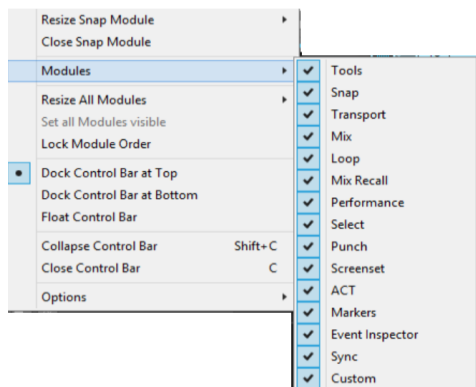 Resize Snap Module
Close Snap Module
Modules
Resize All Modules
Set all Modules visible
Lock Module Order
Dock Control Bar at Top
Dock Control Bar at Bottom
Float Control Bar
Collapse Control Bar Shift+C
Close Control Bar C
Options
Tools
Snap
Transport
Mix
Loop
Mix Recall
Performance
Select
Punch
Screenset
ACT
Markers
Event Inspector
Sync
Custom